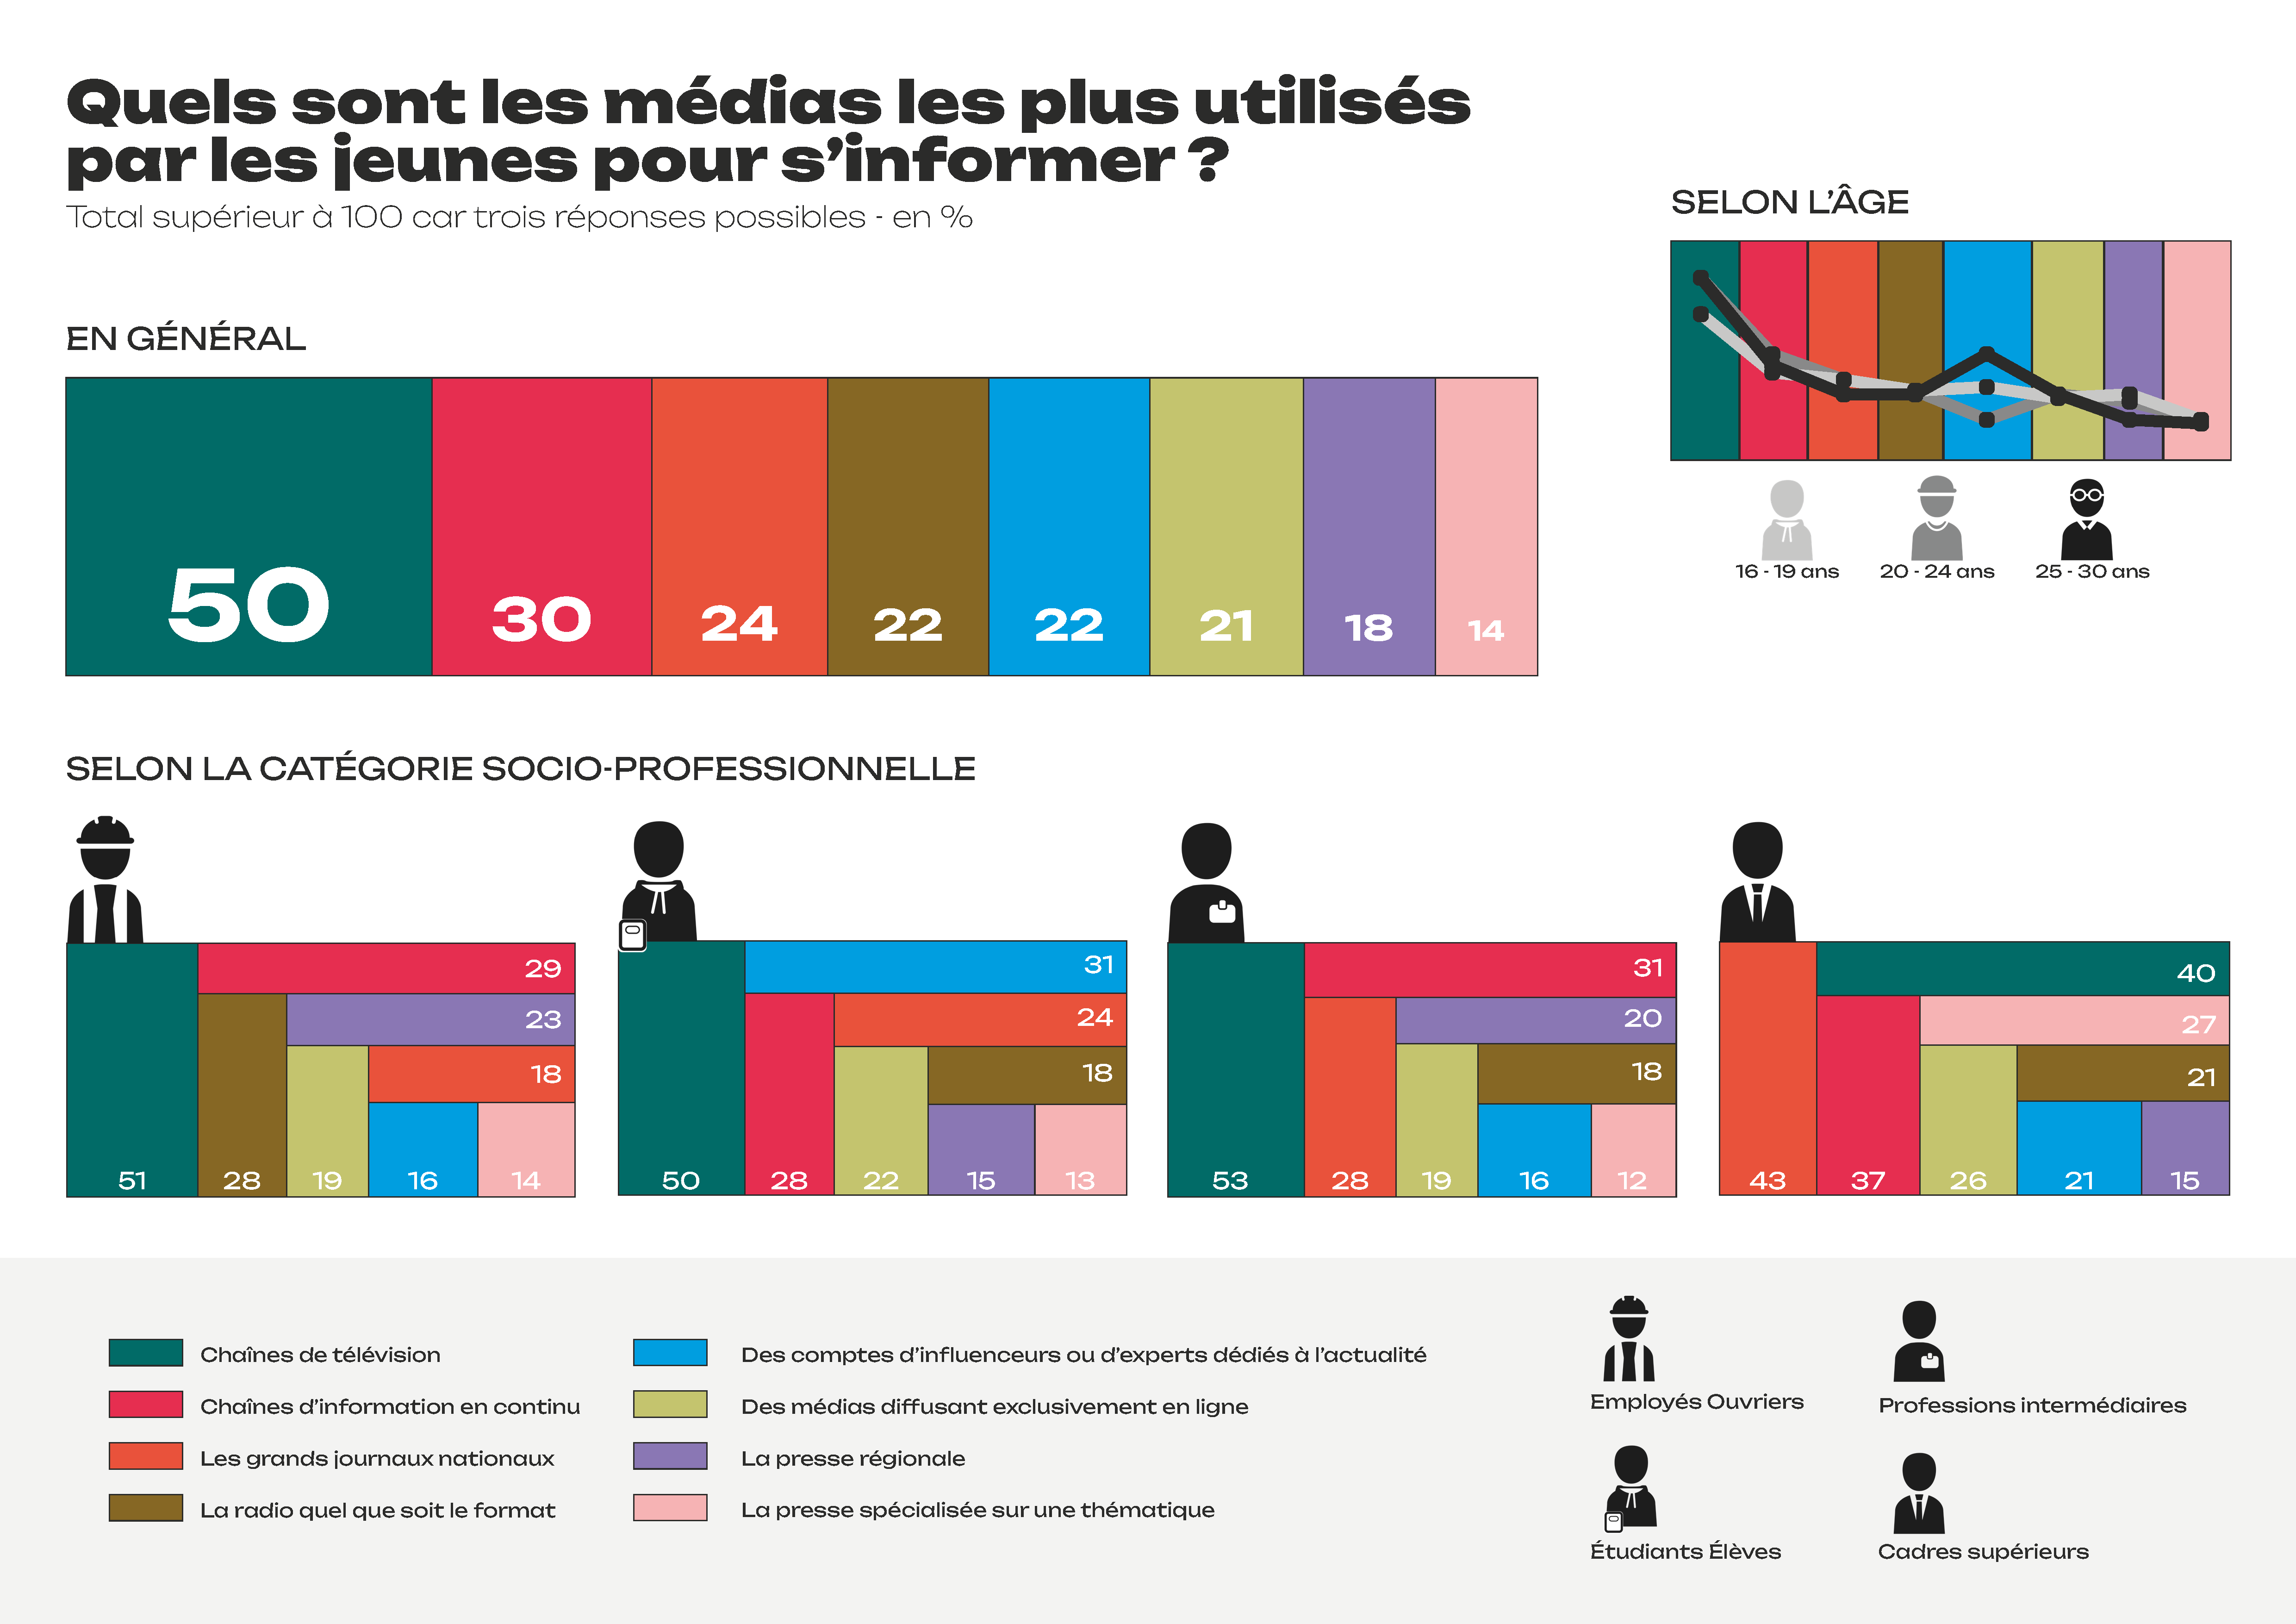 Quels sont les médias les plus utilisés
par les jeunes pour s’informer ?
Total supérieur à 100 car trois réponses possibles - en %
SELON L’ÂGE
16 - 19 ans
20 - 24 ans
25 - 30 ans
EN GÉNÉRAL
50
30
24
22
22
21
18
14
SELON LA CATÉGORIE SOCIO-PROFESSIONNELLE
29
23
18
51
28
19
16
14
31
24
18
50
28
22
15
13
31
20
18
53
28
19
16
12
40
27
21
43
37
26
21
15
Chaînes de télévision
Chaînes d’information en continu
Les grands journaux nationaux
La radio quel que soit le format
Des comptes d’influenceurs ou d’experts dédiés à l’actualité
Des médias diffusant exclusivement en ligne
La presse régionale
La presse spécialisée sur une thématique
Employés Ouvriers
Professions intermédiaires
Étudiants Élèves
Cadres supérieurs